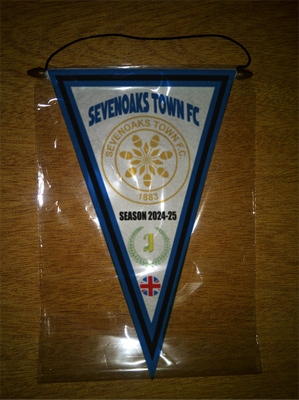 SEVENOAKS TOWN FC
SEVENOAKS TOWN F.C.
1883
SEASON 2024-25